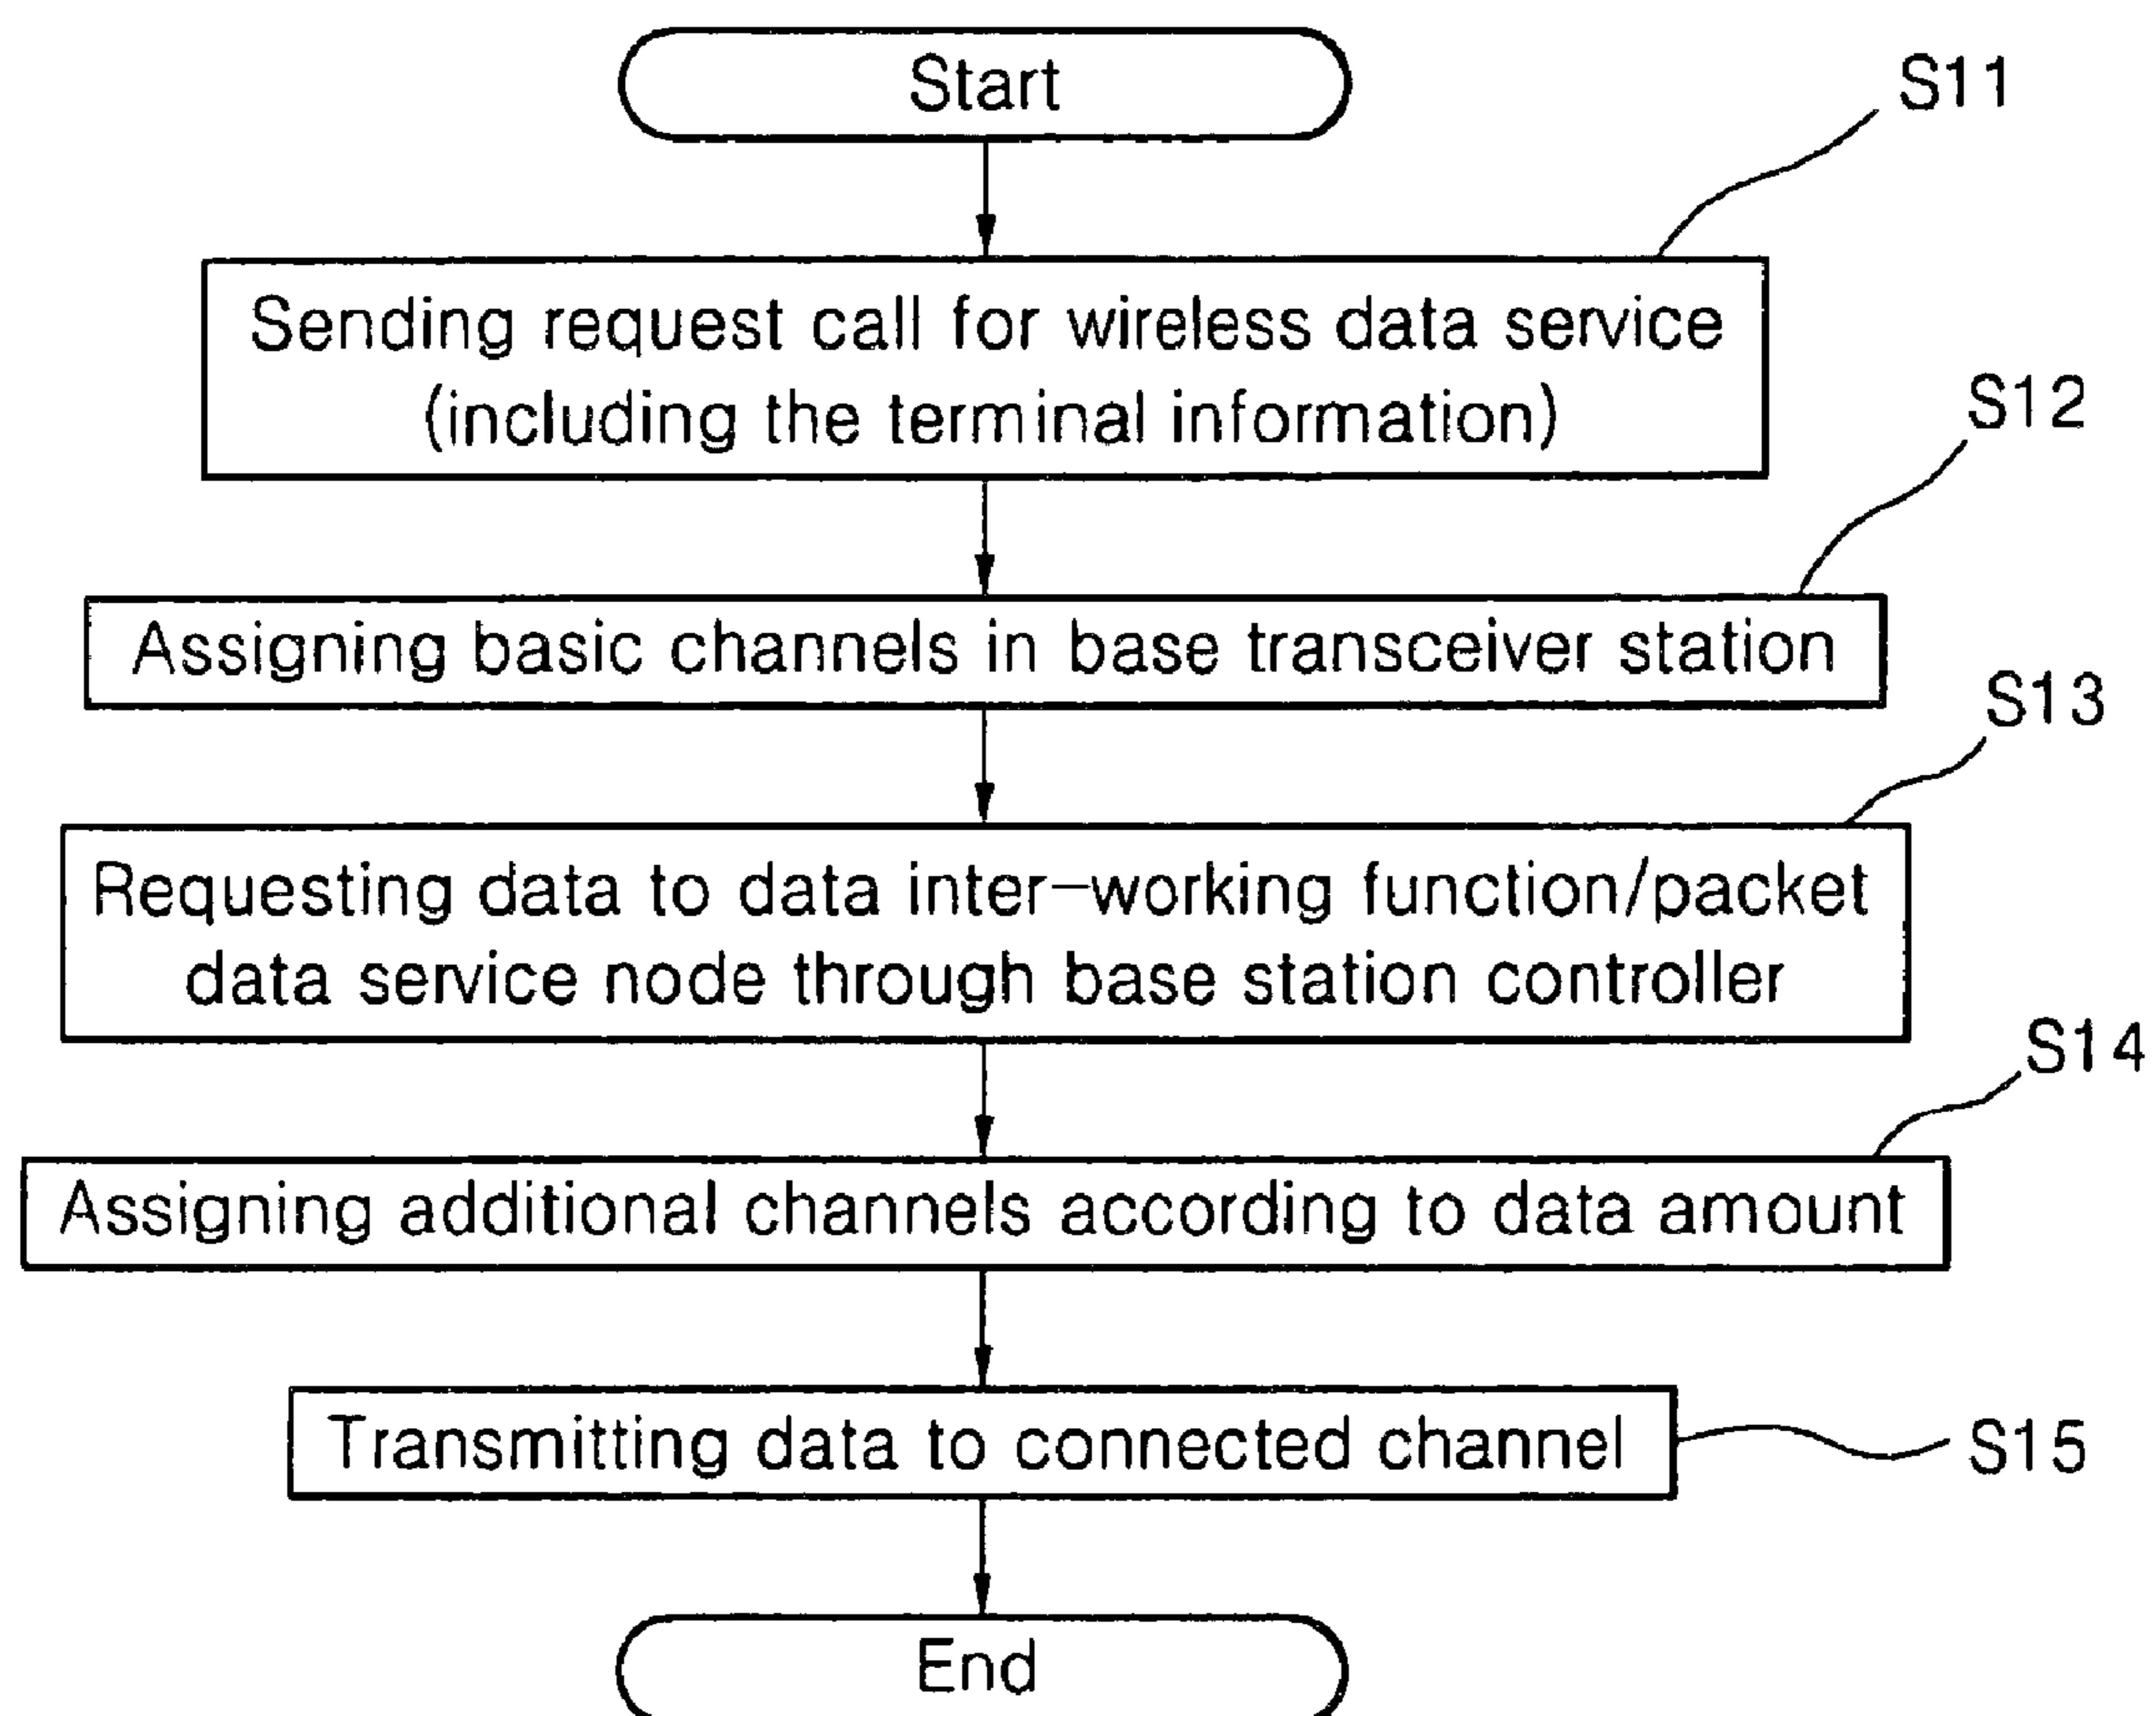 Start
S11
Sending request call for wireless data service
(including the terminal information)
S12
Assigning basic channels in base transceiver station
S13
Requesting data to data inter-working function/packet
data service node through base station controller
S14
Assigning additional channels according to data amount
Transmitting data to connected channel
S15
End